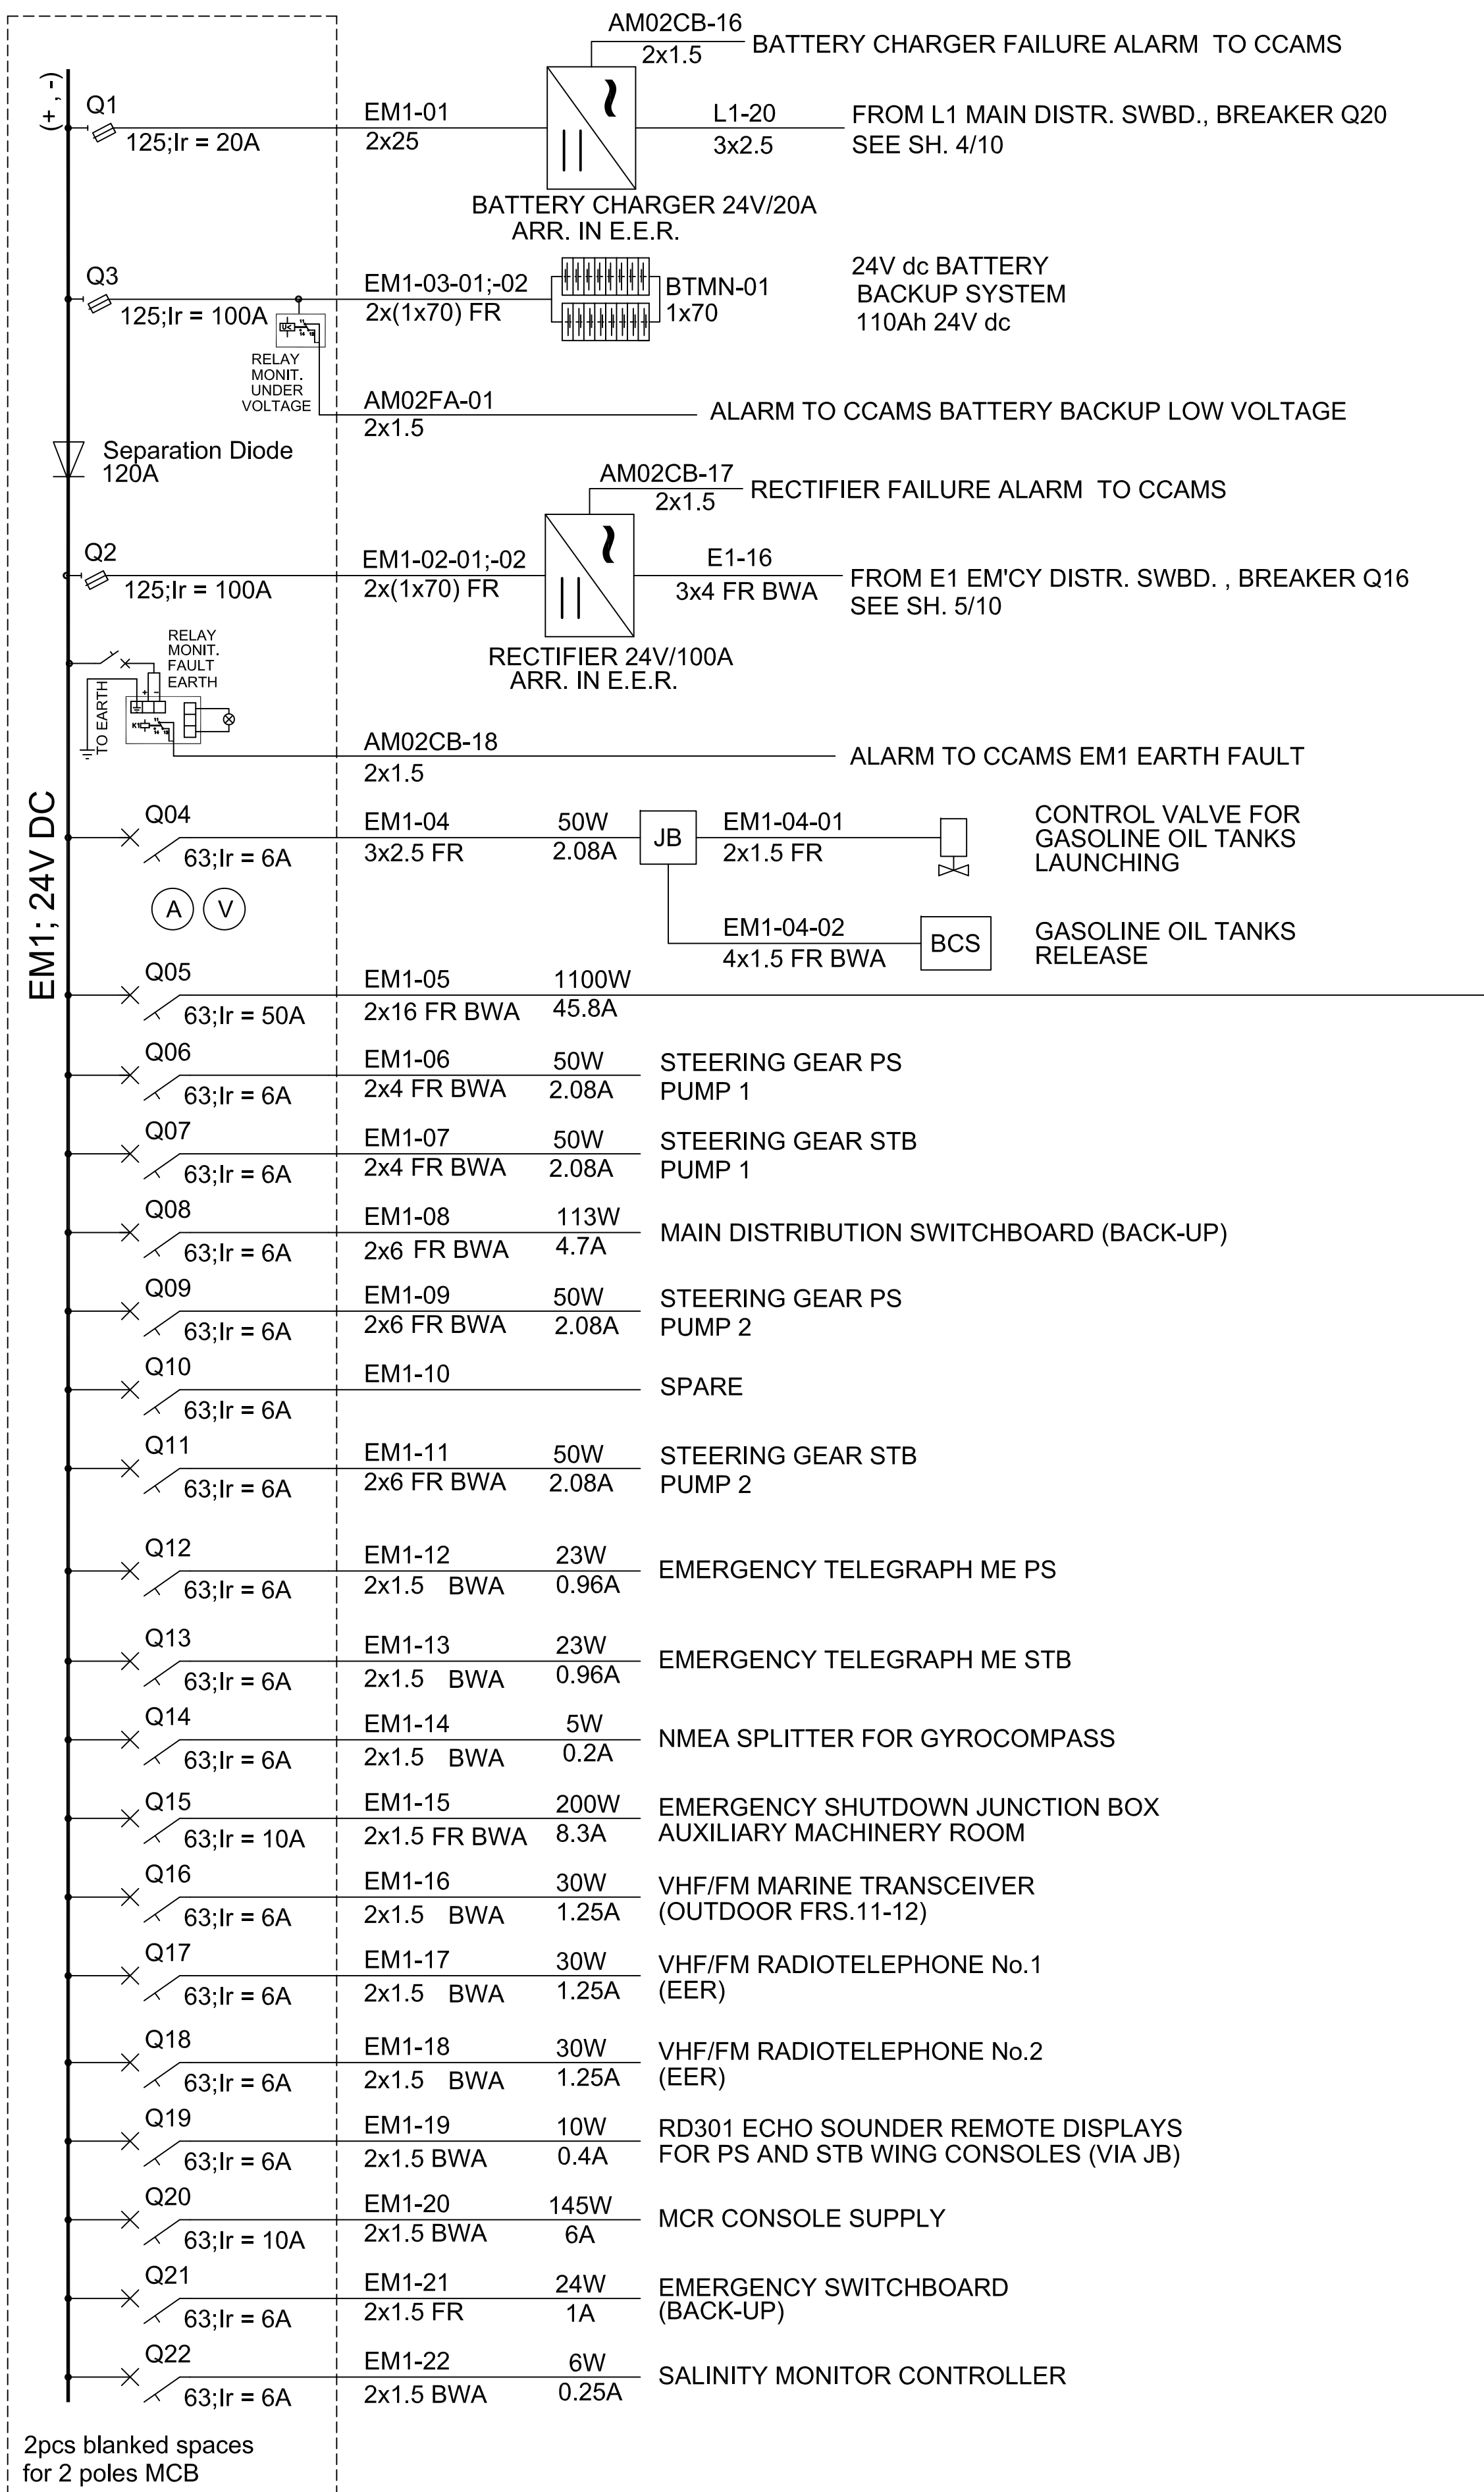 AM02CB-16
2x1.5
BATTERY CHARGER FAILURE ALARM TO CCAMS
(+ , -)
Q1
125;Ir = 20A
EM1-01
2x25
L1-20
3x2.5
FROM L1 MAIN DISTR. SWBD., BREAKER Q20
SEE SH. 4/10
BATTERY CHARGER 24V/20A
ARR. IN E.E.R.
Q3
125;Ir = 100A
EM1-03-01;-02
2x(1x70) FR
BTMN-01
1x70
24V dc BATTERY
BACKUP SYSTEM
110Ah 24V dc
U<
RELAY
MONIT.
UNDER
VOLTAGE
AM02FA-01
2x1.5
ALARM TO CCAMS BATTERY BACKUP LOW VOLTAGE
Separation Diode
120A
AM02CB-17
2x1.5
RECTIFIER FAILURE ALARM TO CCAMS
Q2
125;Ir = 100A
EM1-02-01;-02
2x(1x70) FR
E1-16
3x4 FR BWA
FROM E1 EM'CY DISTR. SWBD. , BREAKER Q16
SEE SH. 5/10
RECTIFIER 24V/100A
ARR. IN E.E.R.
RELAY
MONIT.
FAULT
EARTH
TO EARTH
K1
AM02CB-18
2x1.5
ALARM TO CCAMS EM1 EARTH FAULT
EM1; 24V DC
Q04
63;Ir = 6A
EM1-04
3x2.5 FR
50W
2.08A
JB
EM1-04-01
2x1.5 FR
CONTROL VALVE FOR
GASOLINE OIL TANKS
LAUNCHING
A V
EM1-04-02
4x1.5 FR BWA
BCS
GASOLINE OIL TANKS
RELEASE
Q05
63;Ir = 50A
EM1-05
2x16 FR BWA
1100W
45.8A
Q06
63;Ir = 6A
EM1-06
2x4 FR BWA
50W
2.08A
STEERING GEAR PS
PUMP 1
Q07
63;Ir = 6A
EM1-07
2x4 FR BWA
50W
2.08A
STEERING GEAR STB
PUMP 1
Q08
63;Ir = 6A
EM1-08
2x6 FR BWA
113W
4.7A
MAIN DISTRIBUTION SWITCHBOARD (BACK-UP)
Q09
63;Ir = 6A
EM1-09
2x6 FR BWA
50W
2.08A
STEERING GEAR PS
PUMP 2
Q10
63;Ir = 6A
EM1-10
SPARE
Q11
63;Ir = 6A
EM1-11
2x6 FR BWA
50W
2.08A
STEERING GEAR STB
PUMP 2
Q12
63;Ir = 6A
EM1-12
2x1.5 BWA
23W
0.96A
EMERGENCY TELEGRAPH ME PS
Q13
63;Ir = 6A
EM1-13
2x1.5 BWA
23W
0.96A
EMERGENCY TELEGRAPH ME STB
Q14
63;Ir = 6A
EM1-14
2x1.5 BWA
5W
0.2A
NMEA SPLITTER FOR GYROCOMPASS
Q15
63;Ir = 10A
EM1-15
2x1.5 FR BWA
200W
8.3A
EMERGENCY SHUTDOWN JUNCTION BOX
AUXILIARY MACHINERY ROOM
Q16
63;Ir = 6A
EM1-16
2x1.5 BWA
30W
1.25A
VHF/FM MARINE TRANSCEIVER
(OUTDOOR FRS.11-12)
Q17
63;Ir = 6A
EM1-17
2x1.5 BWA
30W
1.25A
VHF/FM RADIOTELEPHONE No.1
(EER)
Q18
63;Ir = 6A
EM1-18
2x1.5 BWA
30W
1.25A
VHF/FM RADIOTELEPHONE No.2
(EER)
Q19
63;Ir = 6A
EM1-19
2x1.5 BWA
10W
0.4A
RD301 ECHO SOUNDER REMOTE DISPLAYS
FOR PS AND STB WING CONSOLES (VIA JB)
Q20
63;Ir = 10A
EM1-20
2x1.5 BWA
145W
6A
MCR CONSOLE SUPPLY
Q21
63;Ir = 6A
EM1-21
2x1.5 FR
24W
1A
EMERGENCY SWITCHBOARD
(BACK-UP)
Q22
63;Ir = 6A
EM1-22
2x1.5 BWA
6W
0.25A
SALINITY MONITOR CONTROLLER
2pcs blanked spaces
for 2 poles MCB